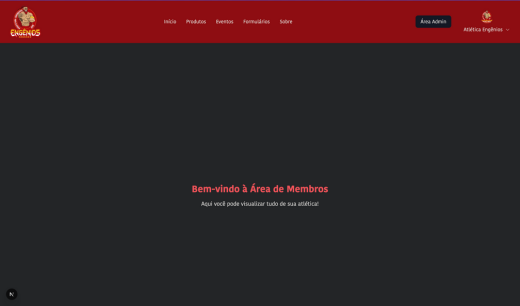 ENGÊNIOS
Início Produtos Eventos Formulários Sobre
Área Admin
Atlética Engênios
Bem-vindo à Área de Membros
Aqui você pode visualizar tudo de sua atlética!
N